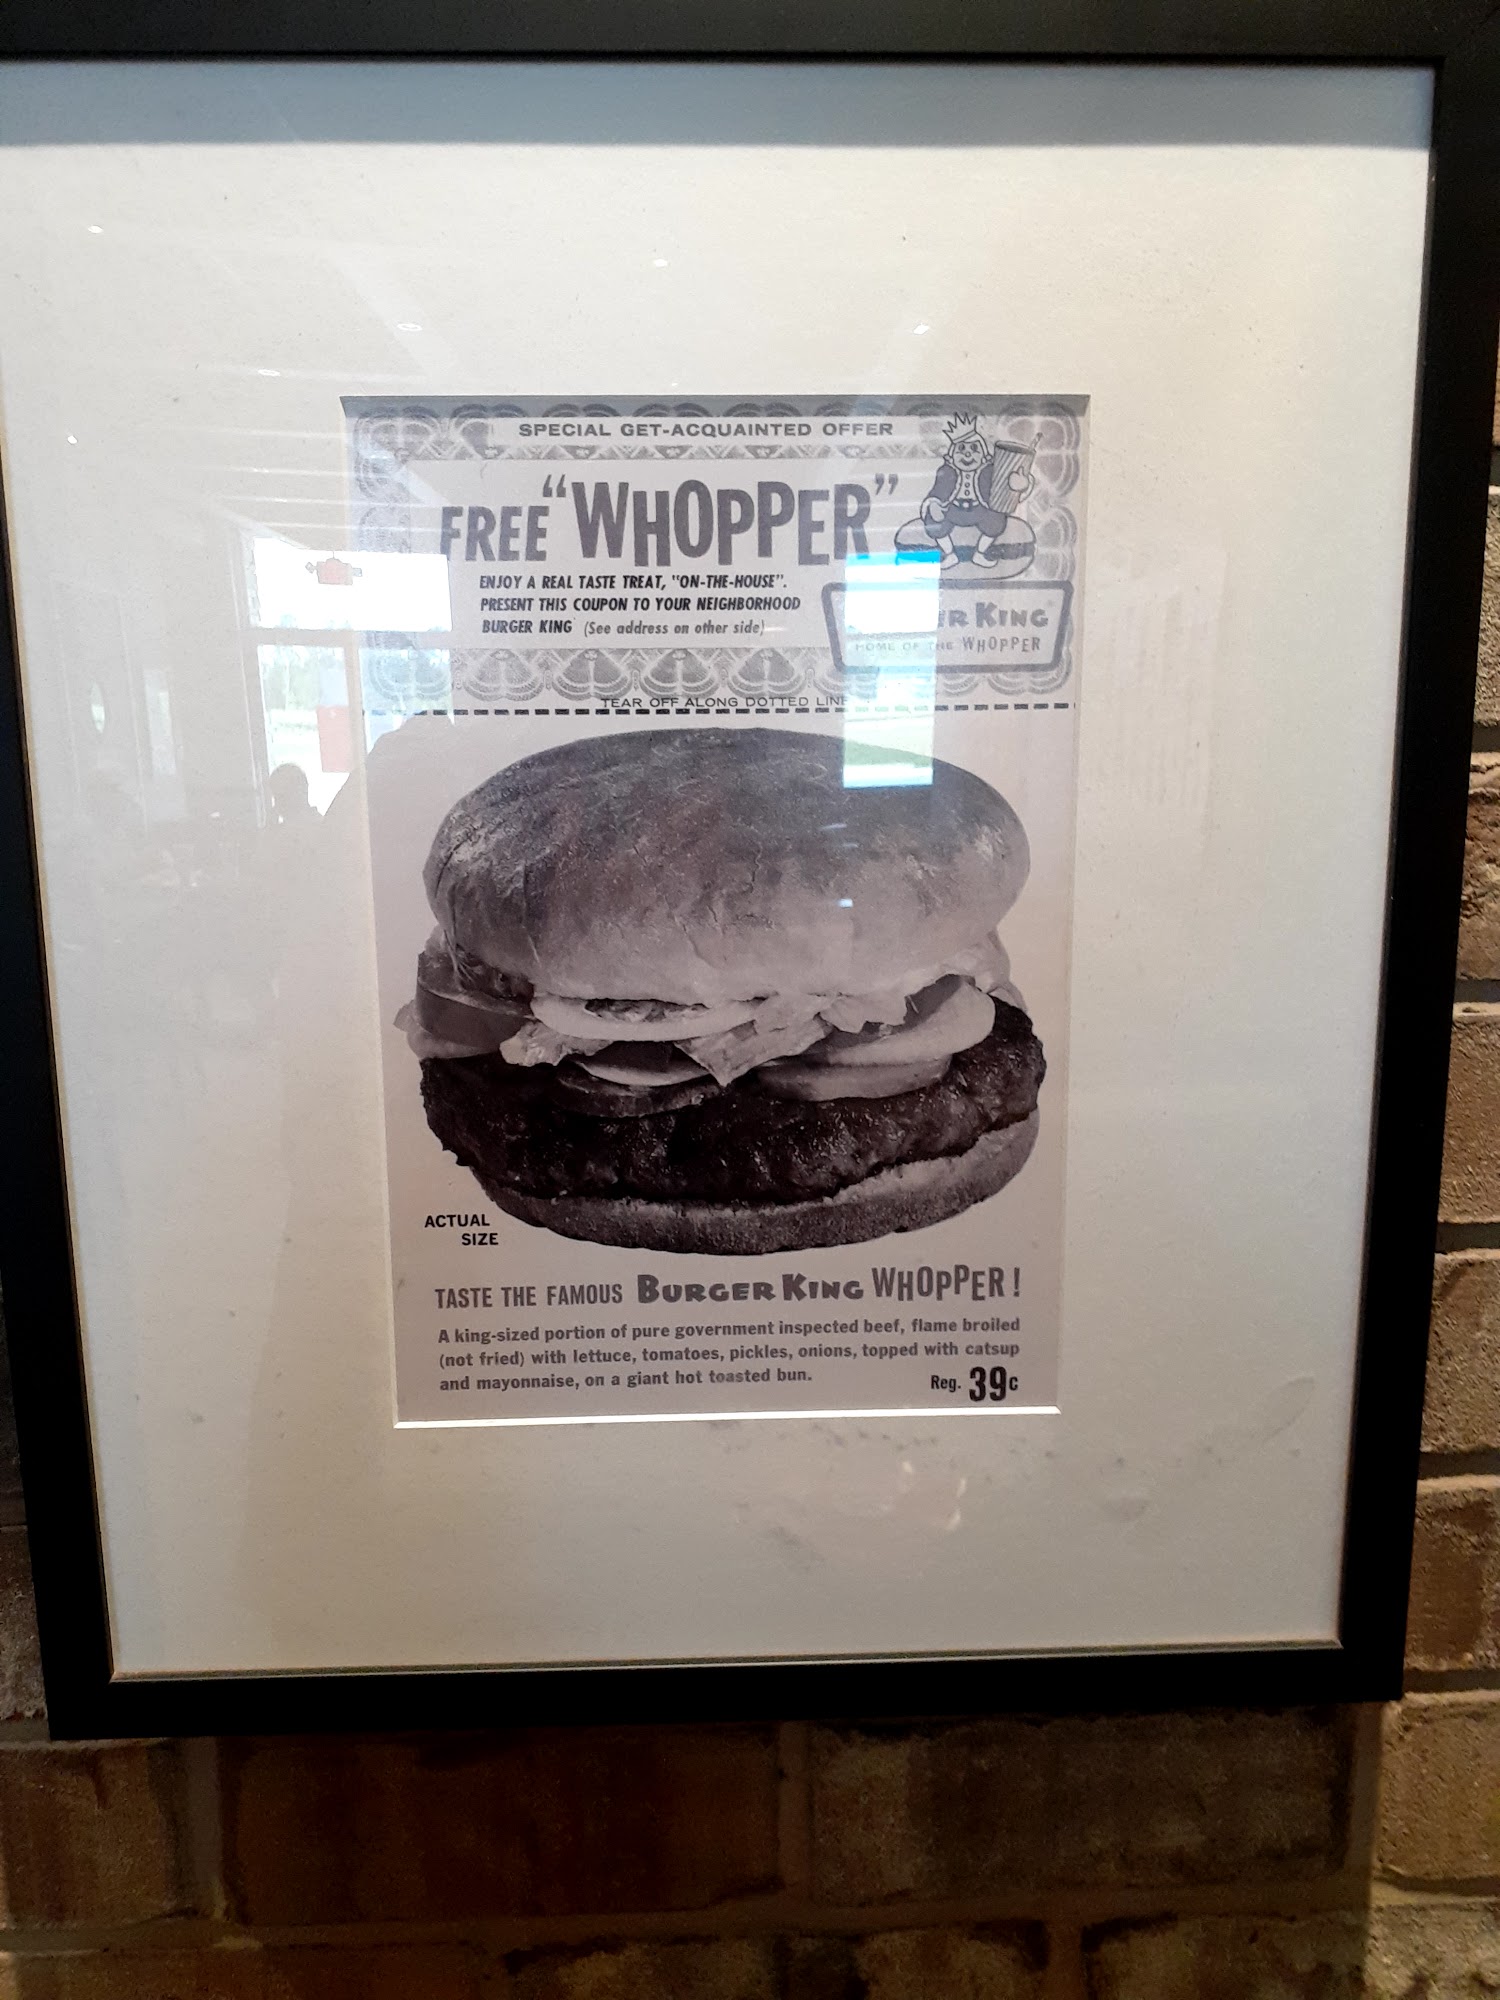 SPECIAL GET-ACQUAINTED OFFER
FREE "WHOPPER"
ENJOY A REAL TASTE TREAT, "ON-THE-HOUSE".
PRESENT THIS COUPON TO YOUR NEIGHBORHOOD
BURGER KING (See address on other side)
KING
HOME OF THE WHOPPER
TEAR OFF ALONG DOTTED LINE
ACTUAL
SIZE
TASTE THE FAMOUS BURGER KING WHOPPER!
A king-sized portion of pure government inspected beef, flame broiled
(not fried) with lettuce, tomatoes, pickles, onions, topped with catsup
and mayonnaise, on a giant hot toasted bun.
Reg. 39c